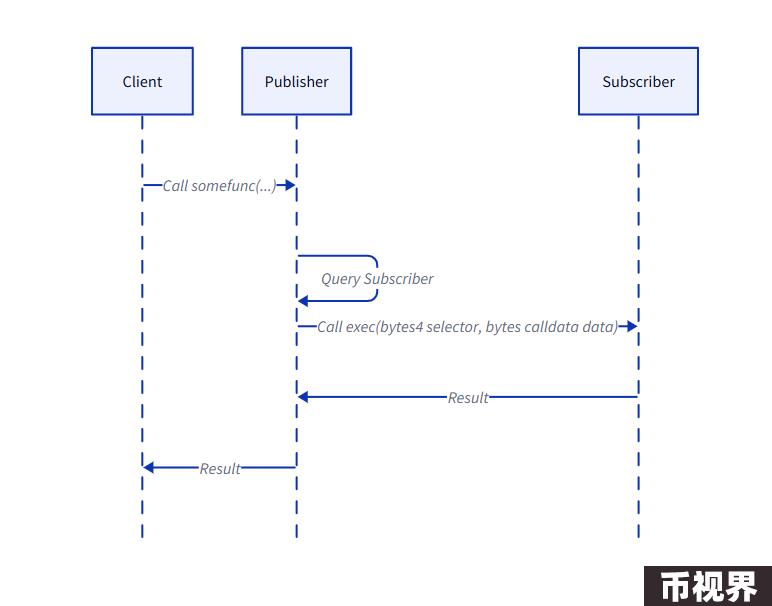 Client
Publisher
Subscriber
Call somefunc(...)
Query Subscriber
Call exec(bytes4 selector, bytes calldata data)
Result
Result
币视界